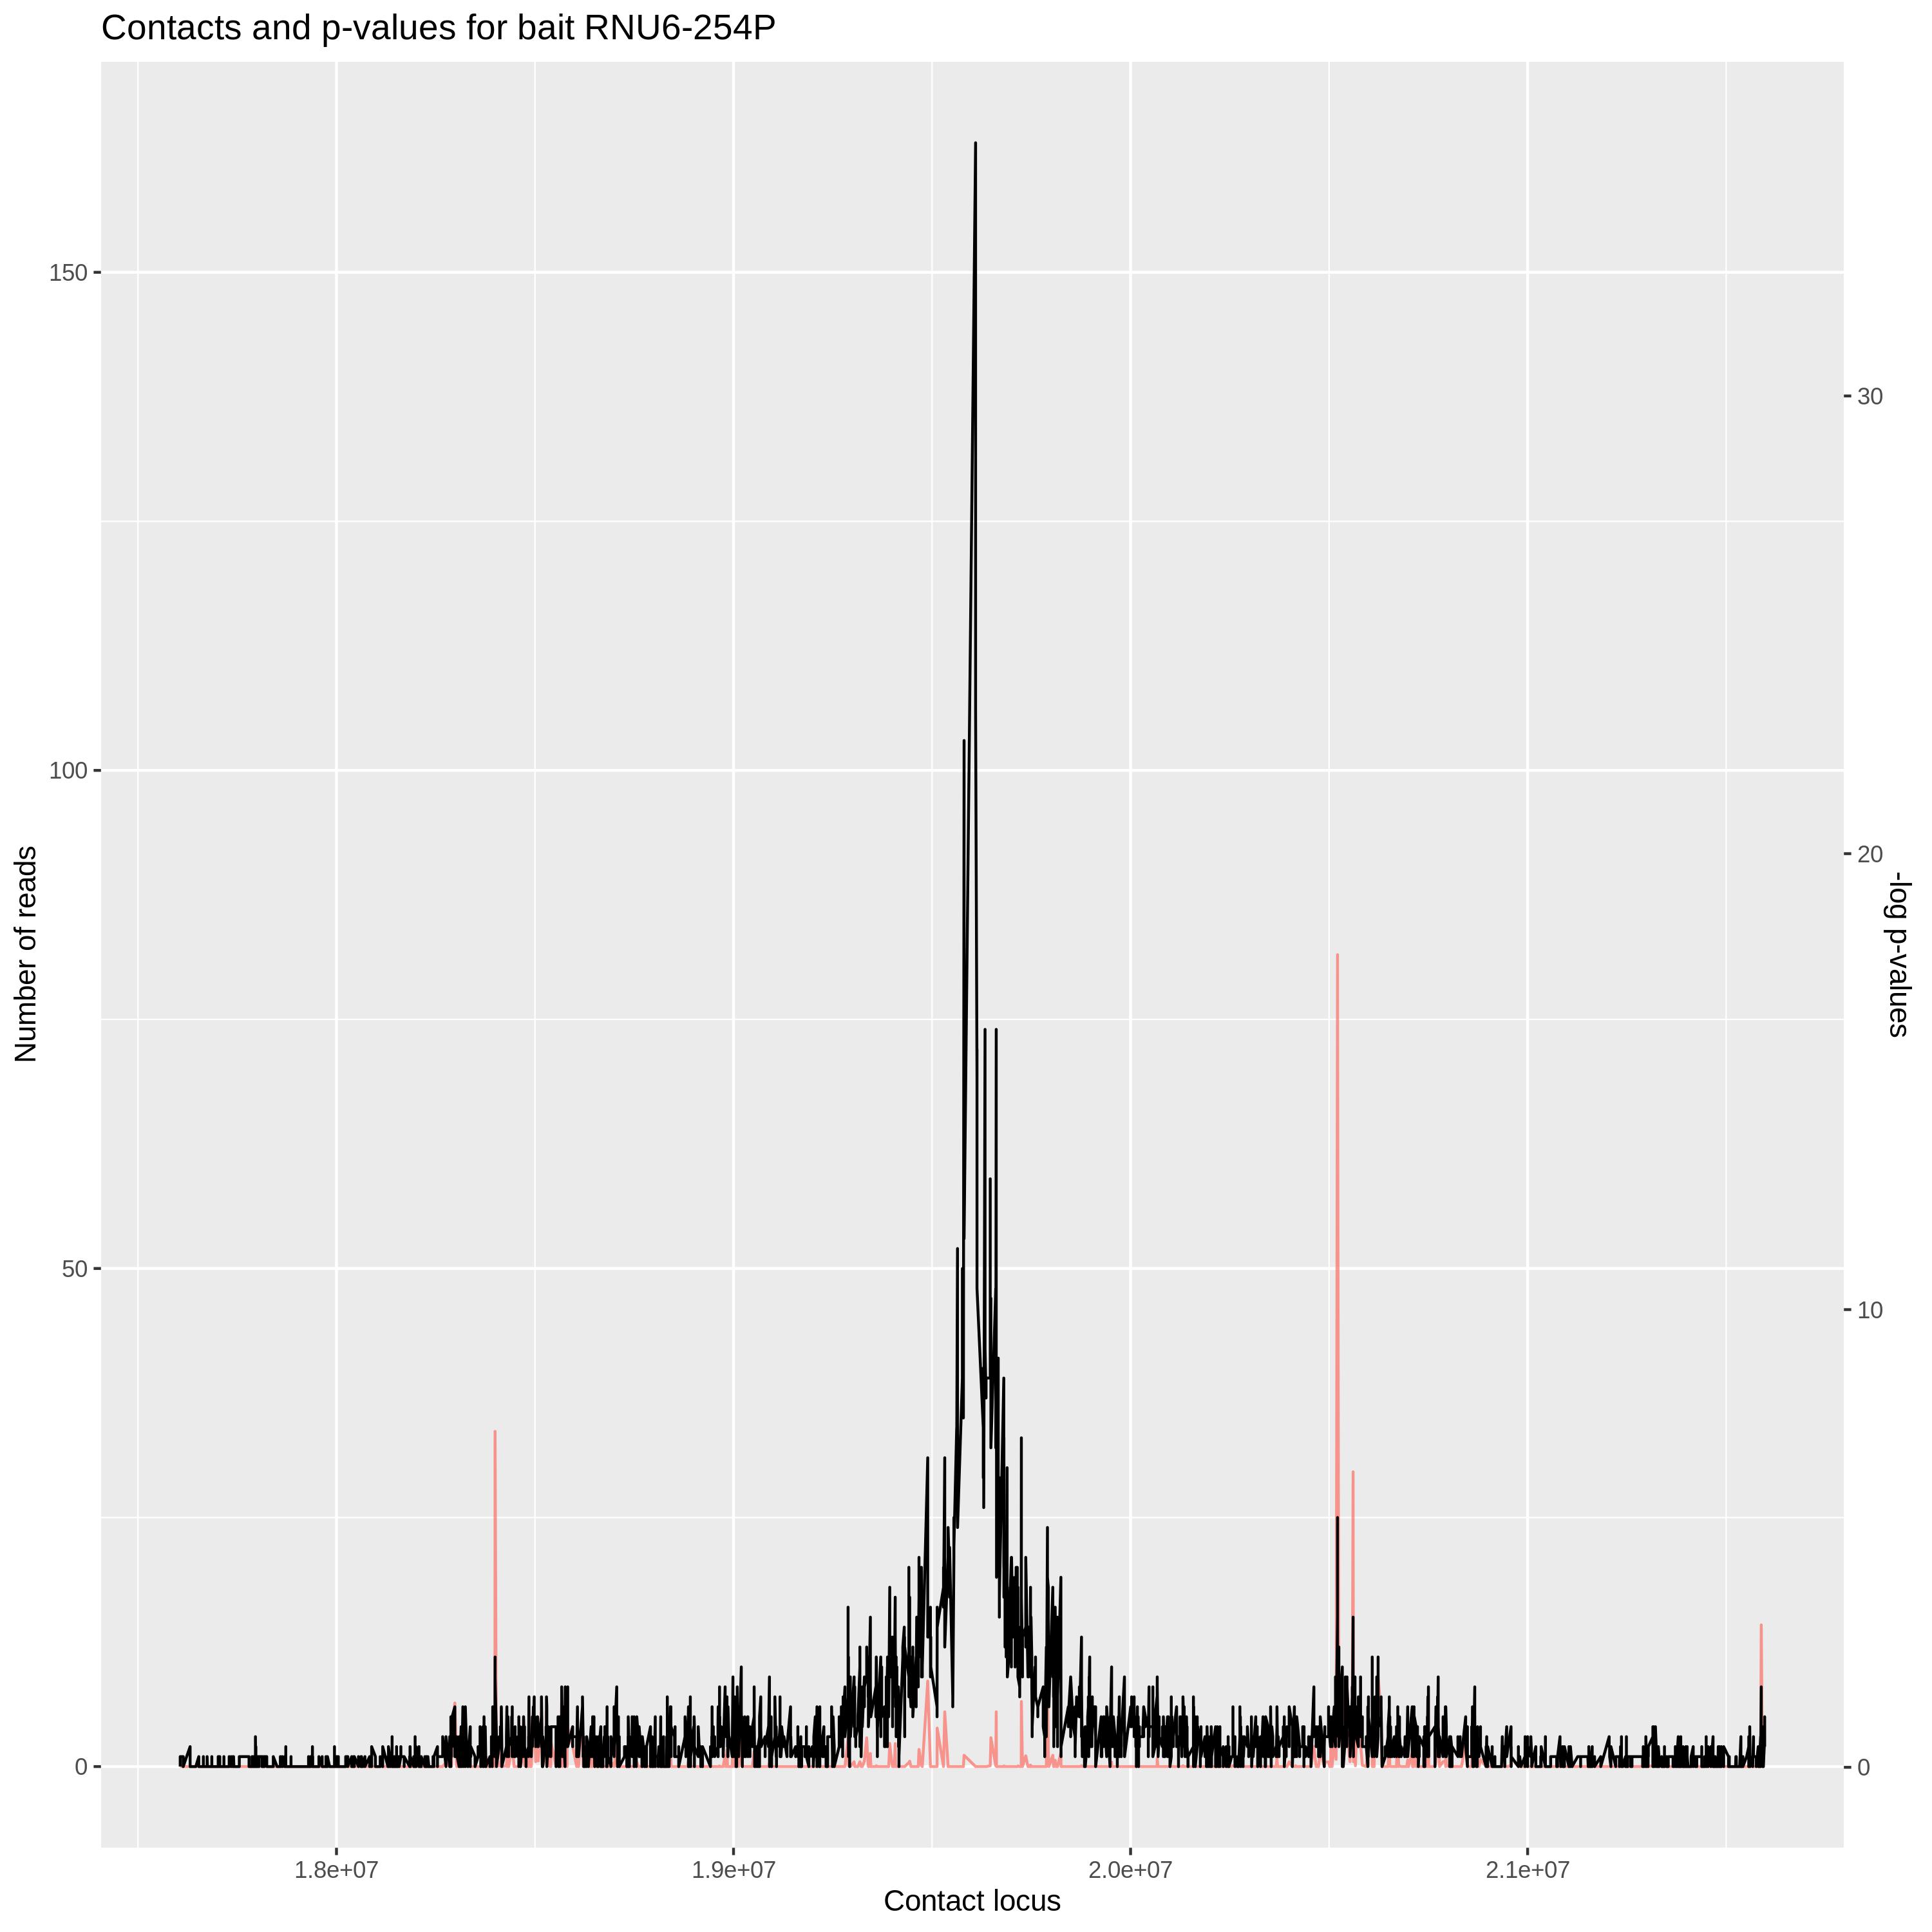 Contacts and p-values for bait RNU6-254P
150
100
50
0
30
20
10
0
Number of reads
-log p-values
1.8e+07
1.9e+07
2.0e+07
2.1e+07
Contact locus